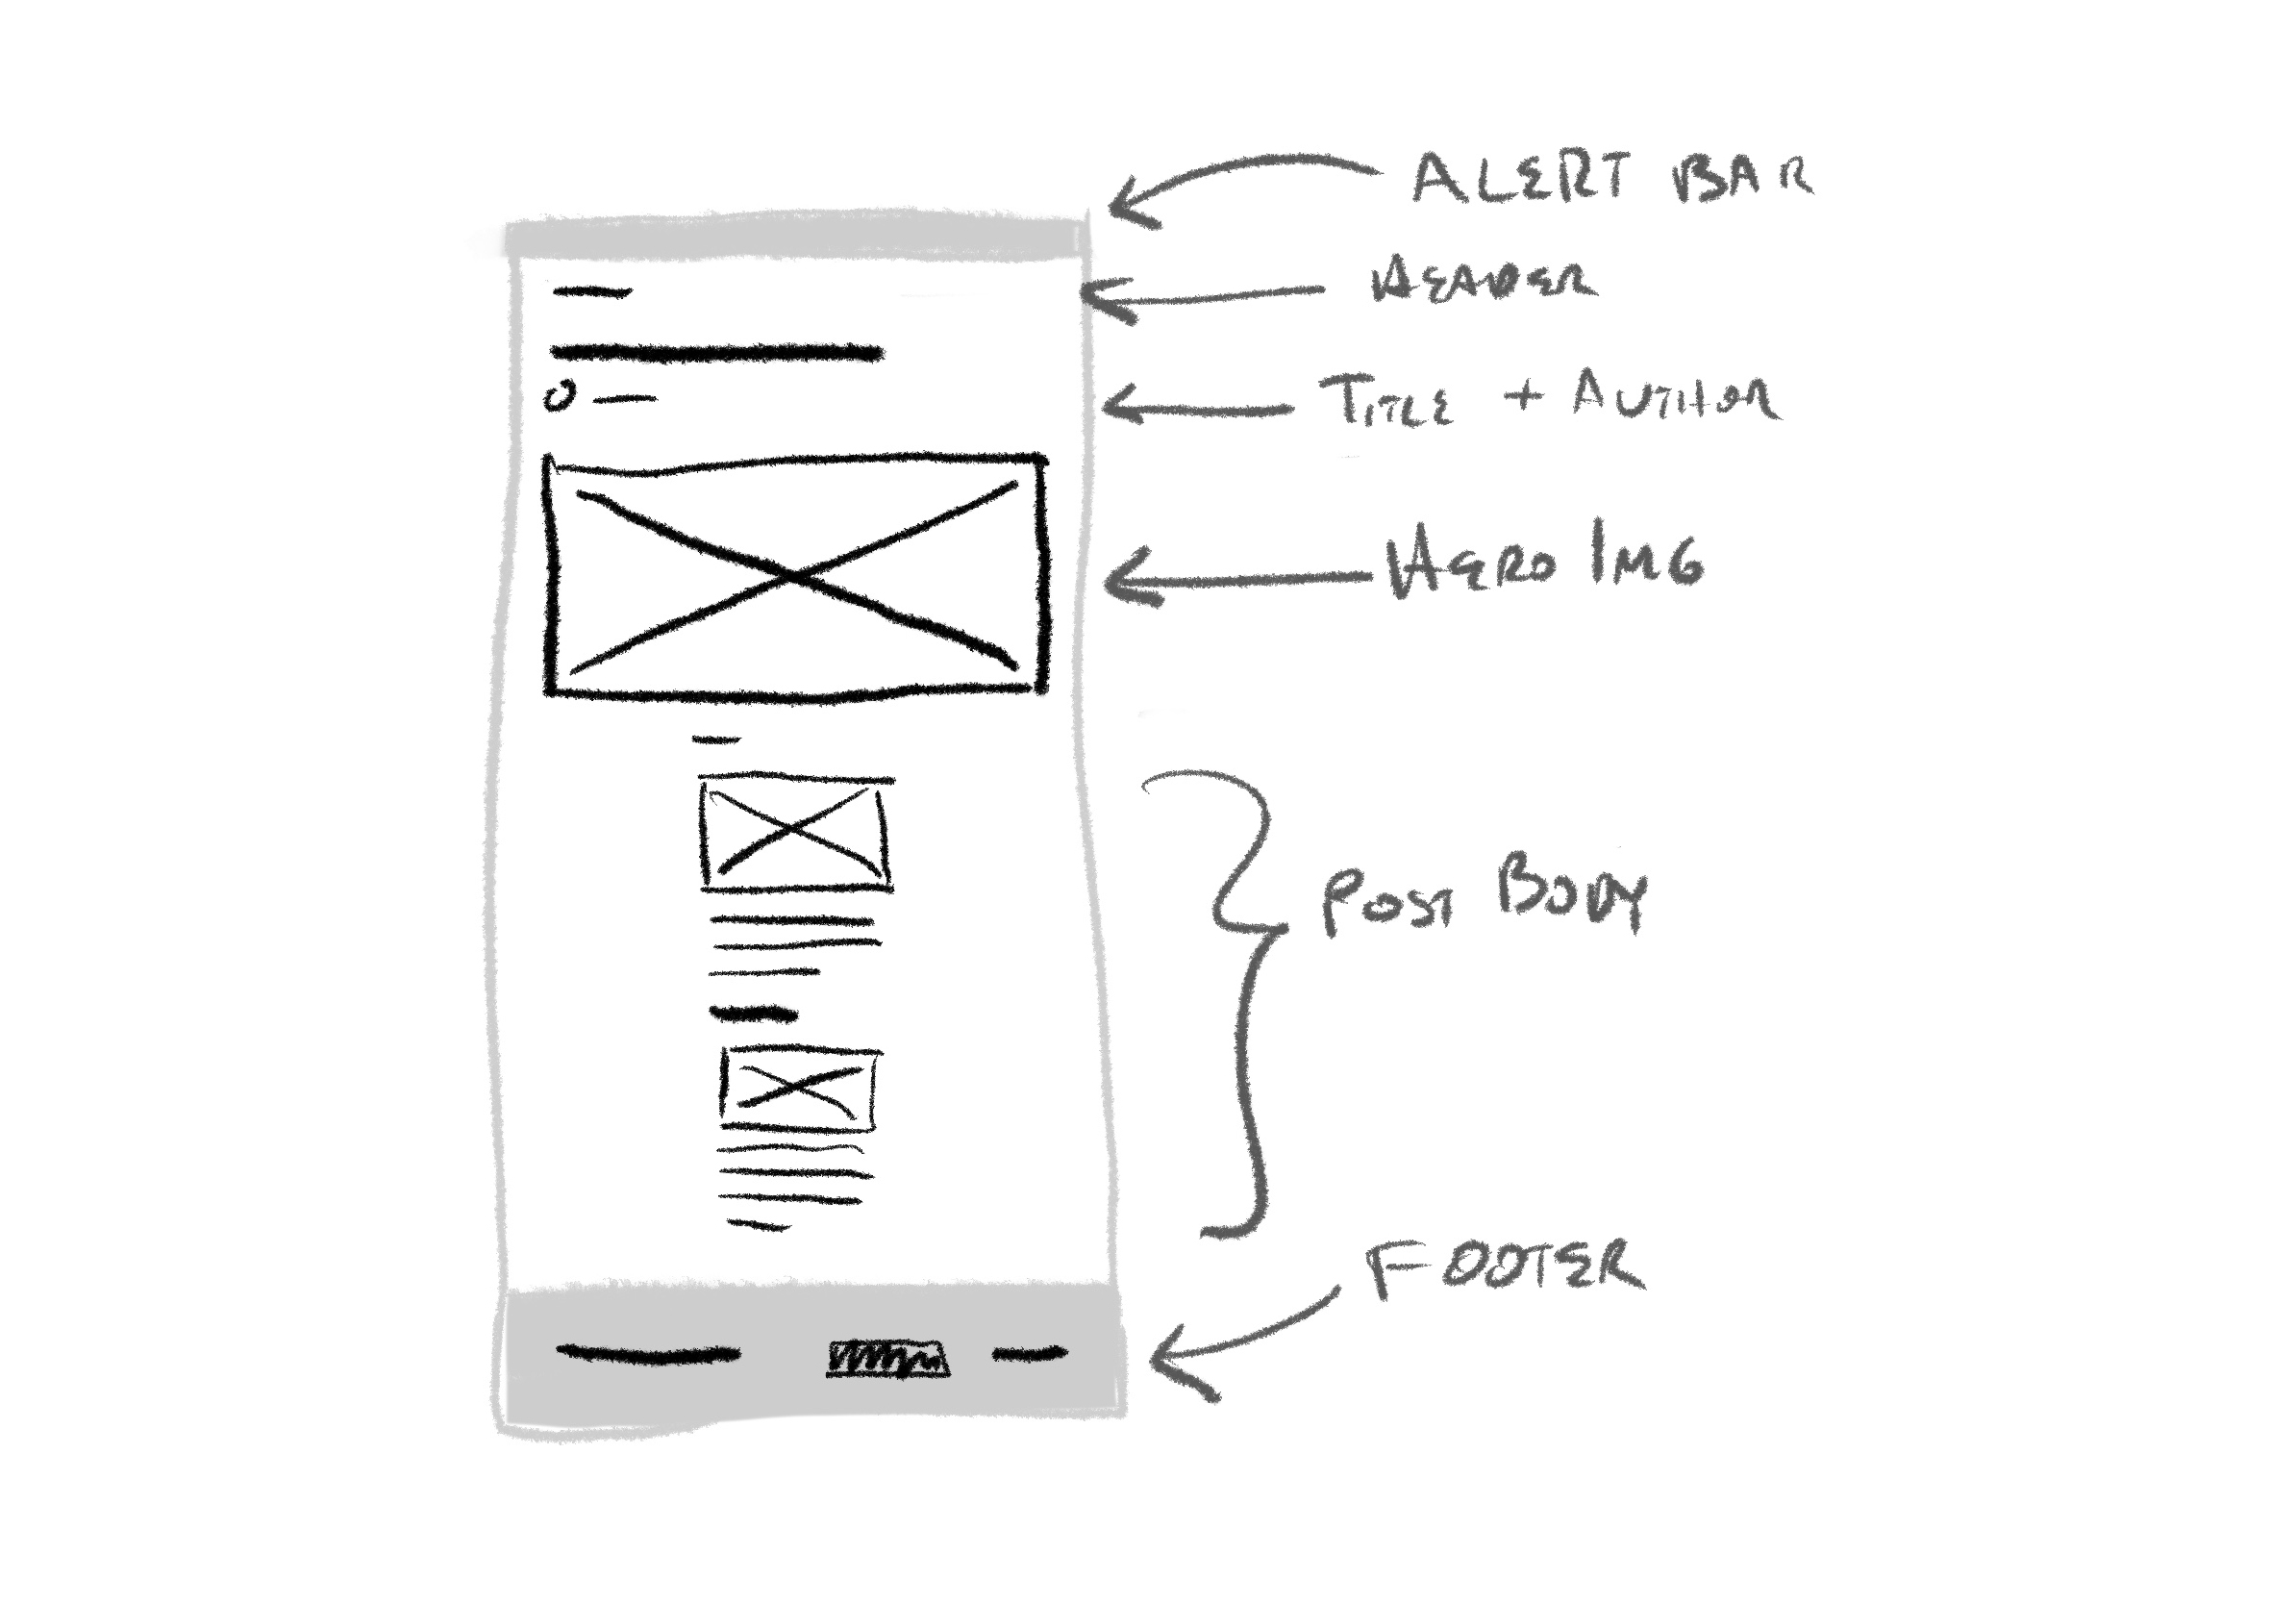 ALERT BAR
HEADER
TITLE + AUTHOR
HERO IMG
POST BODY
FOOTER